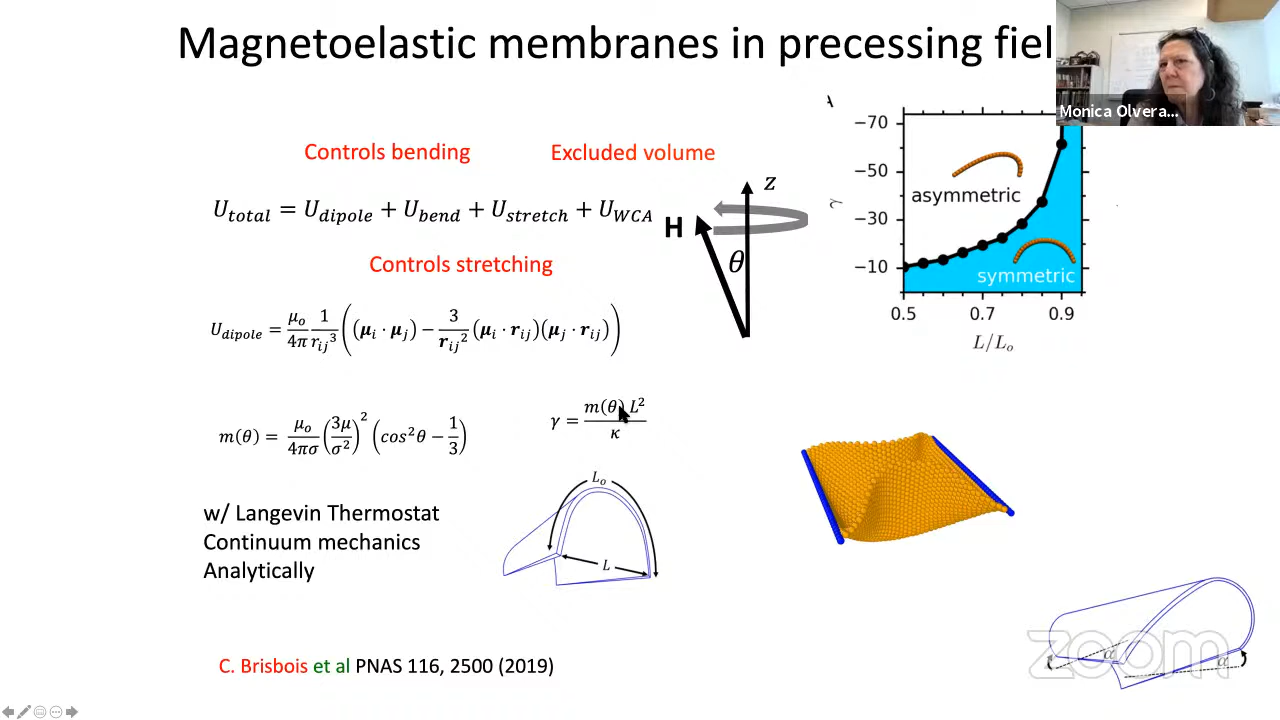 Magnetoelastic membranes in precessing fiel
Monica Olvera...
Controls bending
Excluded volume
U_total = U_dipole + U_bend + U_stretch + U_WCA
Controls stretching
H
z
θ
-70
-50
-30
-10
γ
asymmetric
symmetric
0.5
0.7
0.9
L/L_o
U_dipole = μ_o/4π 1/r_ij^3 ((μ_i · μ_j) − 3/r_ij^2 (μ_i · r_ij)(μ_j · r_ij))
m(θ) = μ_o/4πσ (3μ/σ^2)^2 (cos^2θ − 1/3)
γ = m(θ) L^2/κ
L_o
L
w/ Langevin Thermostat
Continuum mechanics
Analytically
C. Brisbois et al PNAS 116, 2500 (2019)
α
α
zoom